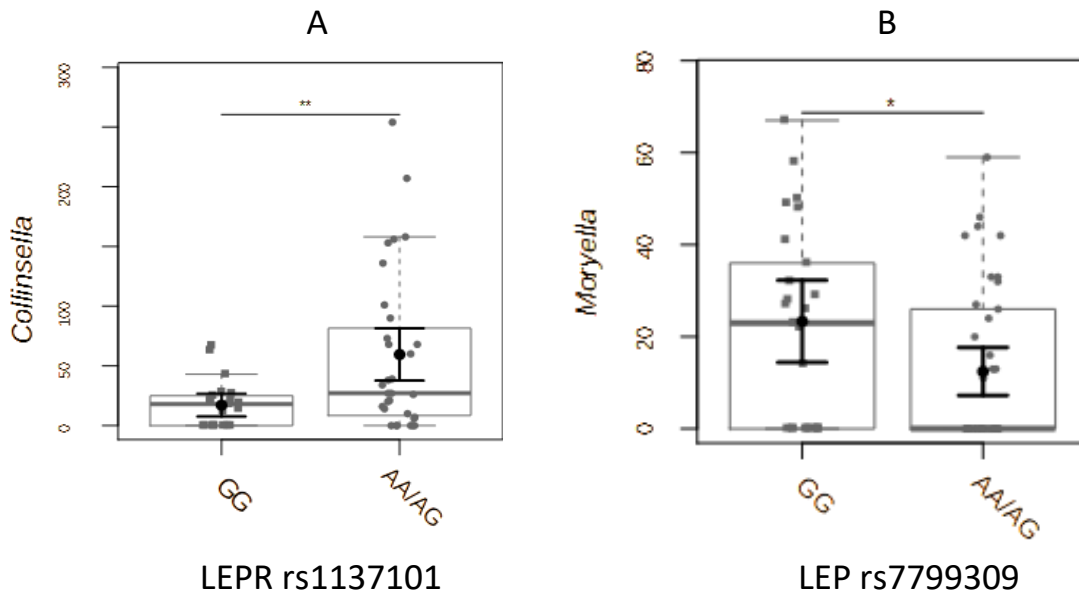 A
B
Collinsella
300
200
100
50
0
**
GG
AA/AG
LEPR rs1137101
Moryella
80
60
40
20
0
*
GG
AA/AG
LEP rs7799309